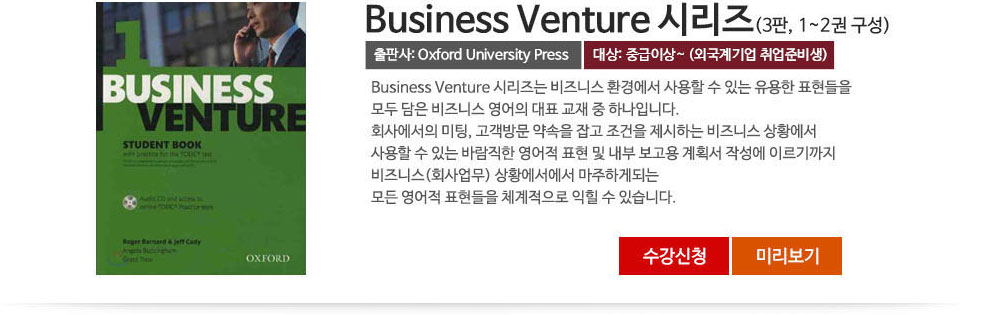 Business Venture 시리즈(3판, 1~2권 구성)
출판사: Oxford University Press
대상: 중급이상~ (외국계기업 취업준비생)
Business Venture 시리즈는 비즈니스 환경에서 사용할 수 있는 유용한 표현들을
모두 담은 비즈니스 영어의 대표 교재 중 하나입니다.
회사에서의 미팅, 고객방문 약속을 잡고 조건을 제시하는 비즈니스 상황에서
사용할 수 있는 바람직한 영어적 표현 및 내부 보고용 계획서 작성에 이르기까지
비즈니스(회사업무) 상황에서에서 마주하게되는
모든 영어적 표현들을 체계적으로 익힐 수 있습니다.
수강신청
미리보기
1
BUSINESS
VENTURE
STUDENT BOOK
with practice for the TOEIC® test
Audio CD and access to
online TOEIC® Practice tests
Roger Barnard & Jeff Cady
Angela Buckingham
Grant Trew
OXFORD